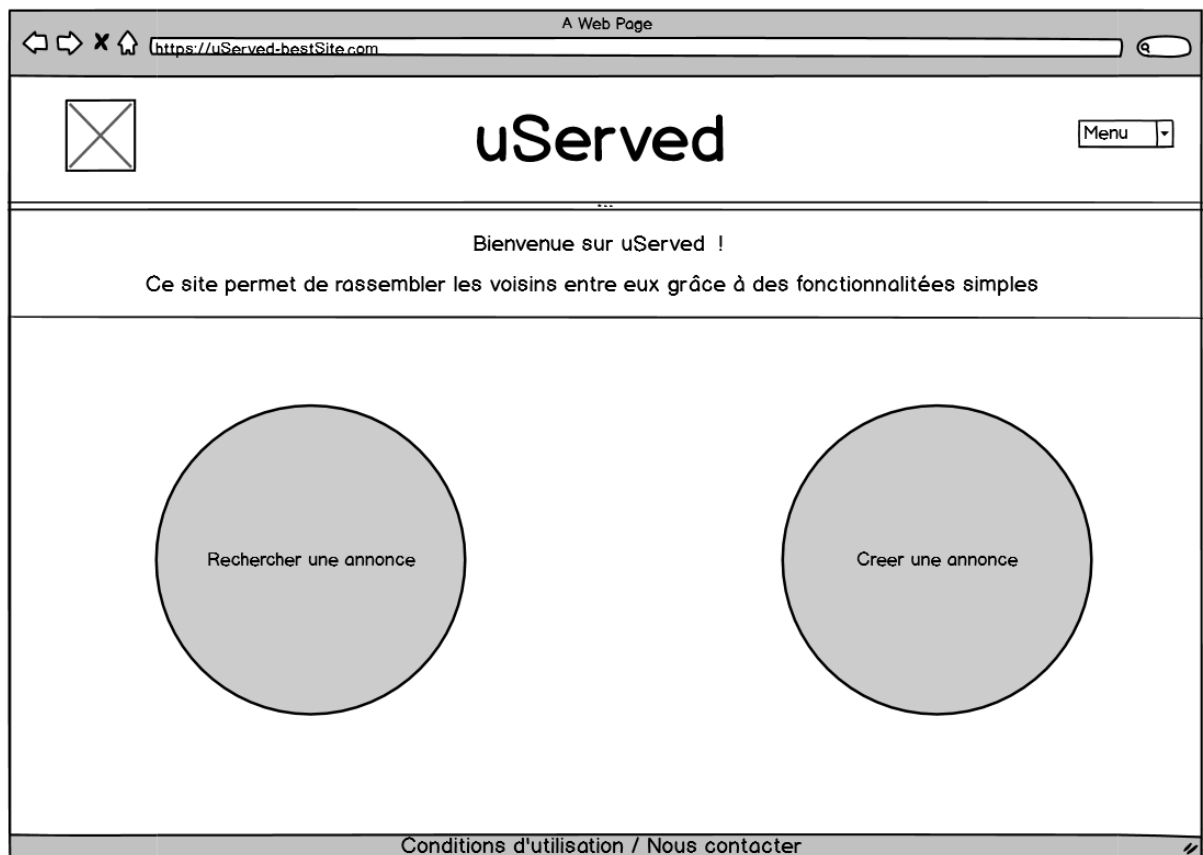 A Web Page
https://uServed-bestSite.com
uServed
Menu
Bienvenue sur uServed !
Ce site permet de rassembler les voisins entre eux grâce à des fonctionnalitées simples
Rechercher une annonce
Creer une annonce
Conditions d'utilisation / Nous contacter